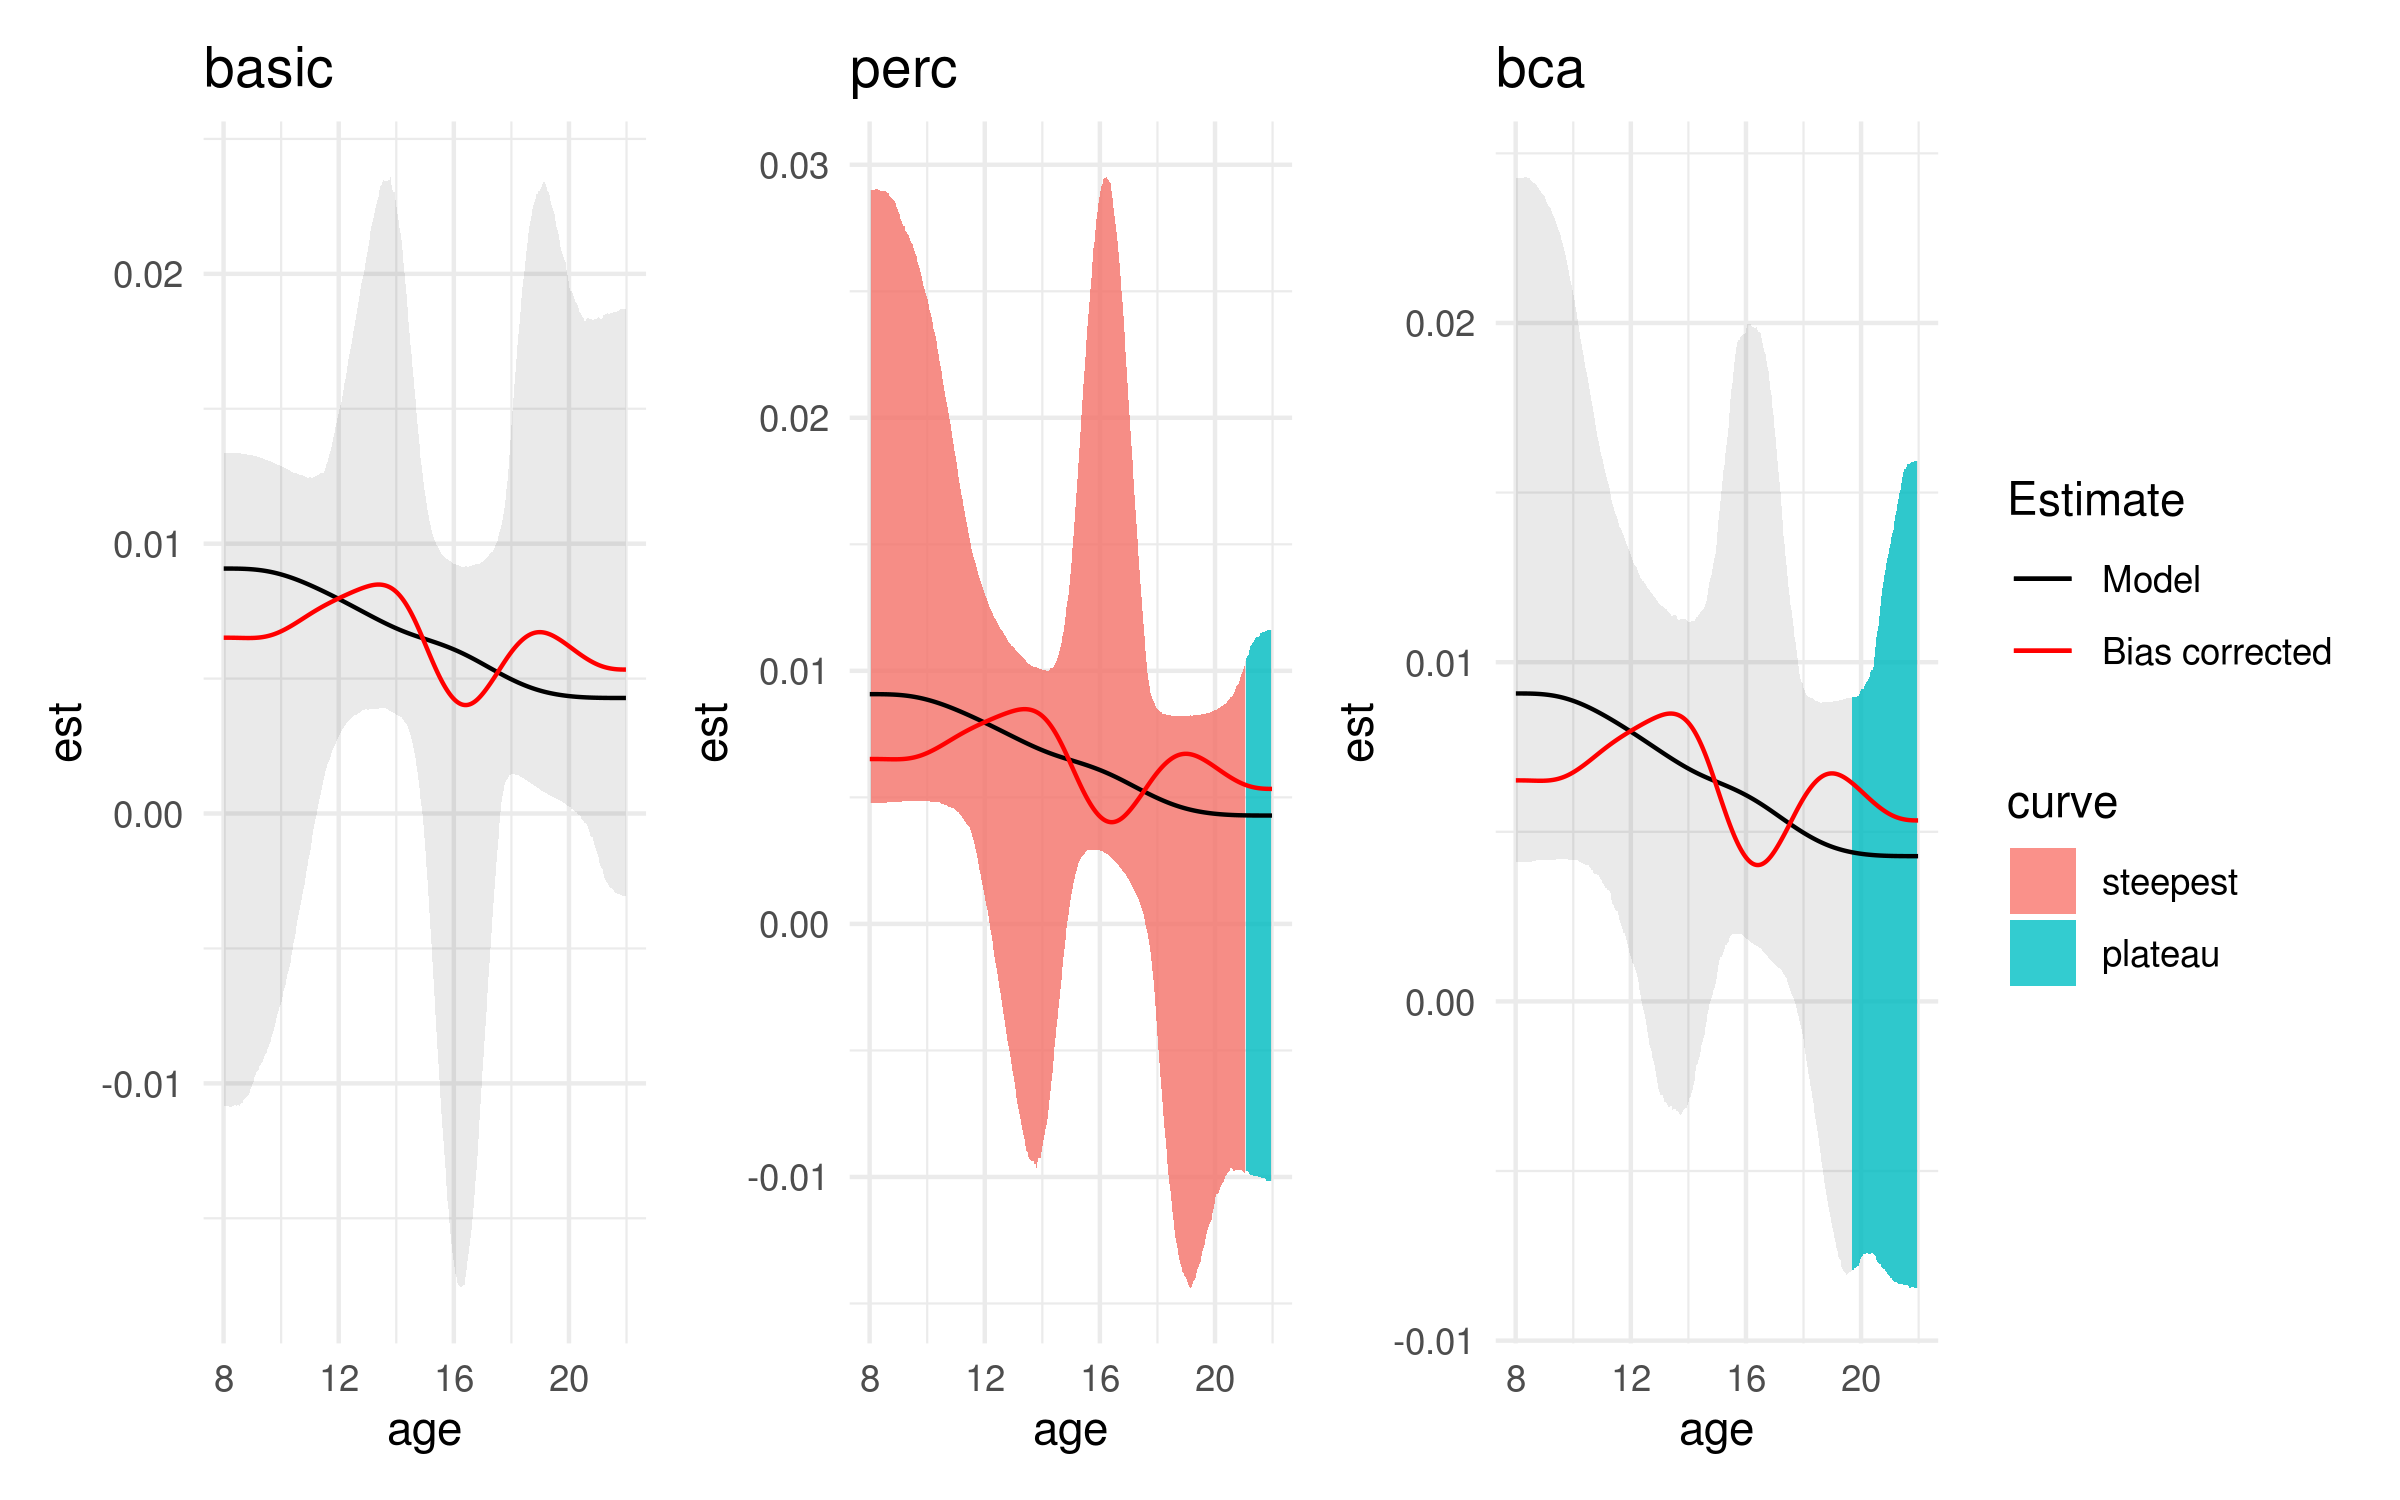 basic
perc
bca
0.02
0.01
0.00
-0.01
est
8 12 16 20
age
0.03
0.02
0.01
0.00
-0.01
est
8 12 16 20
age
0.02
0.01
0.00
-0.01
est
8 12 16 20
age
Estimate
Model
Bias corrected
curve
steepest
plateau